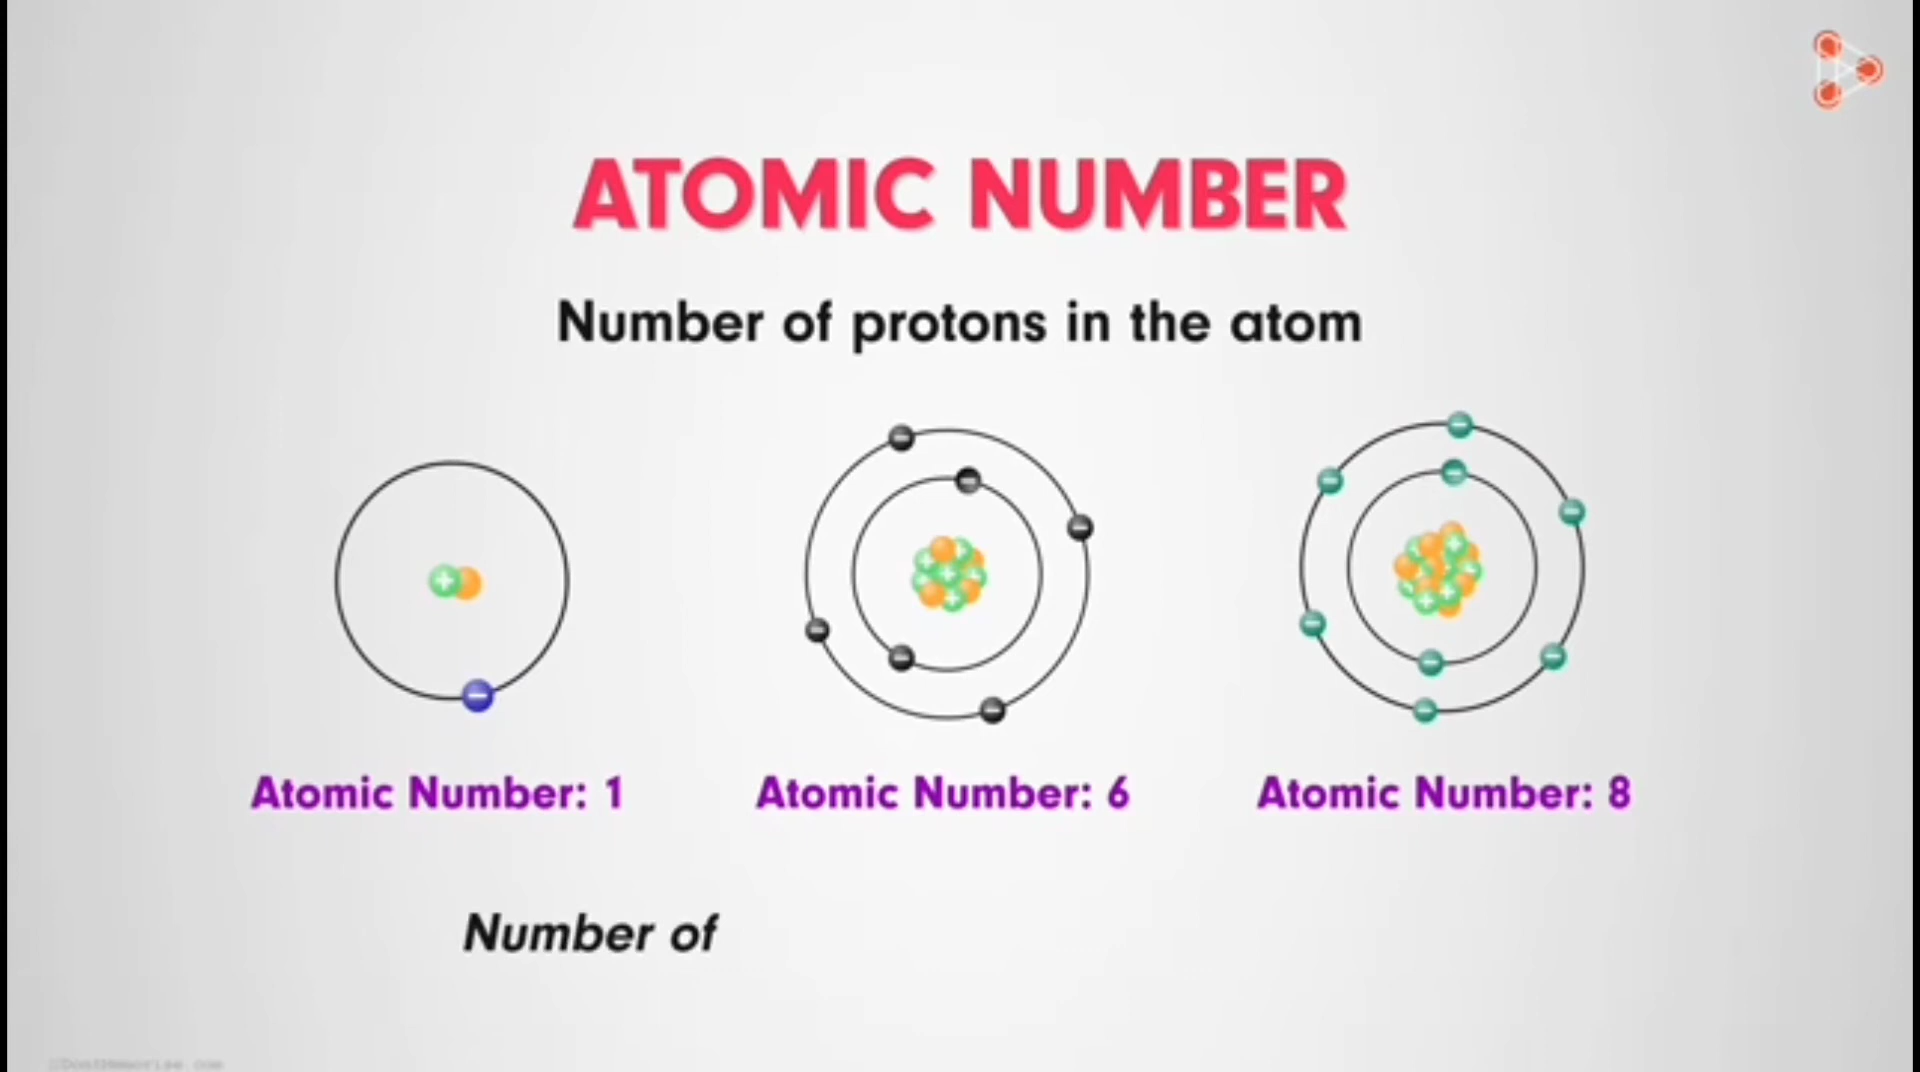 ATOMIC NUMBER
Number of protons in the atom
Atomic Number: 1
Atomic Number: 6
Atomic Number: 8
Number of